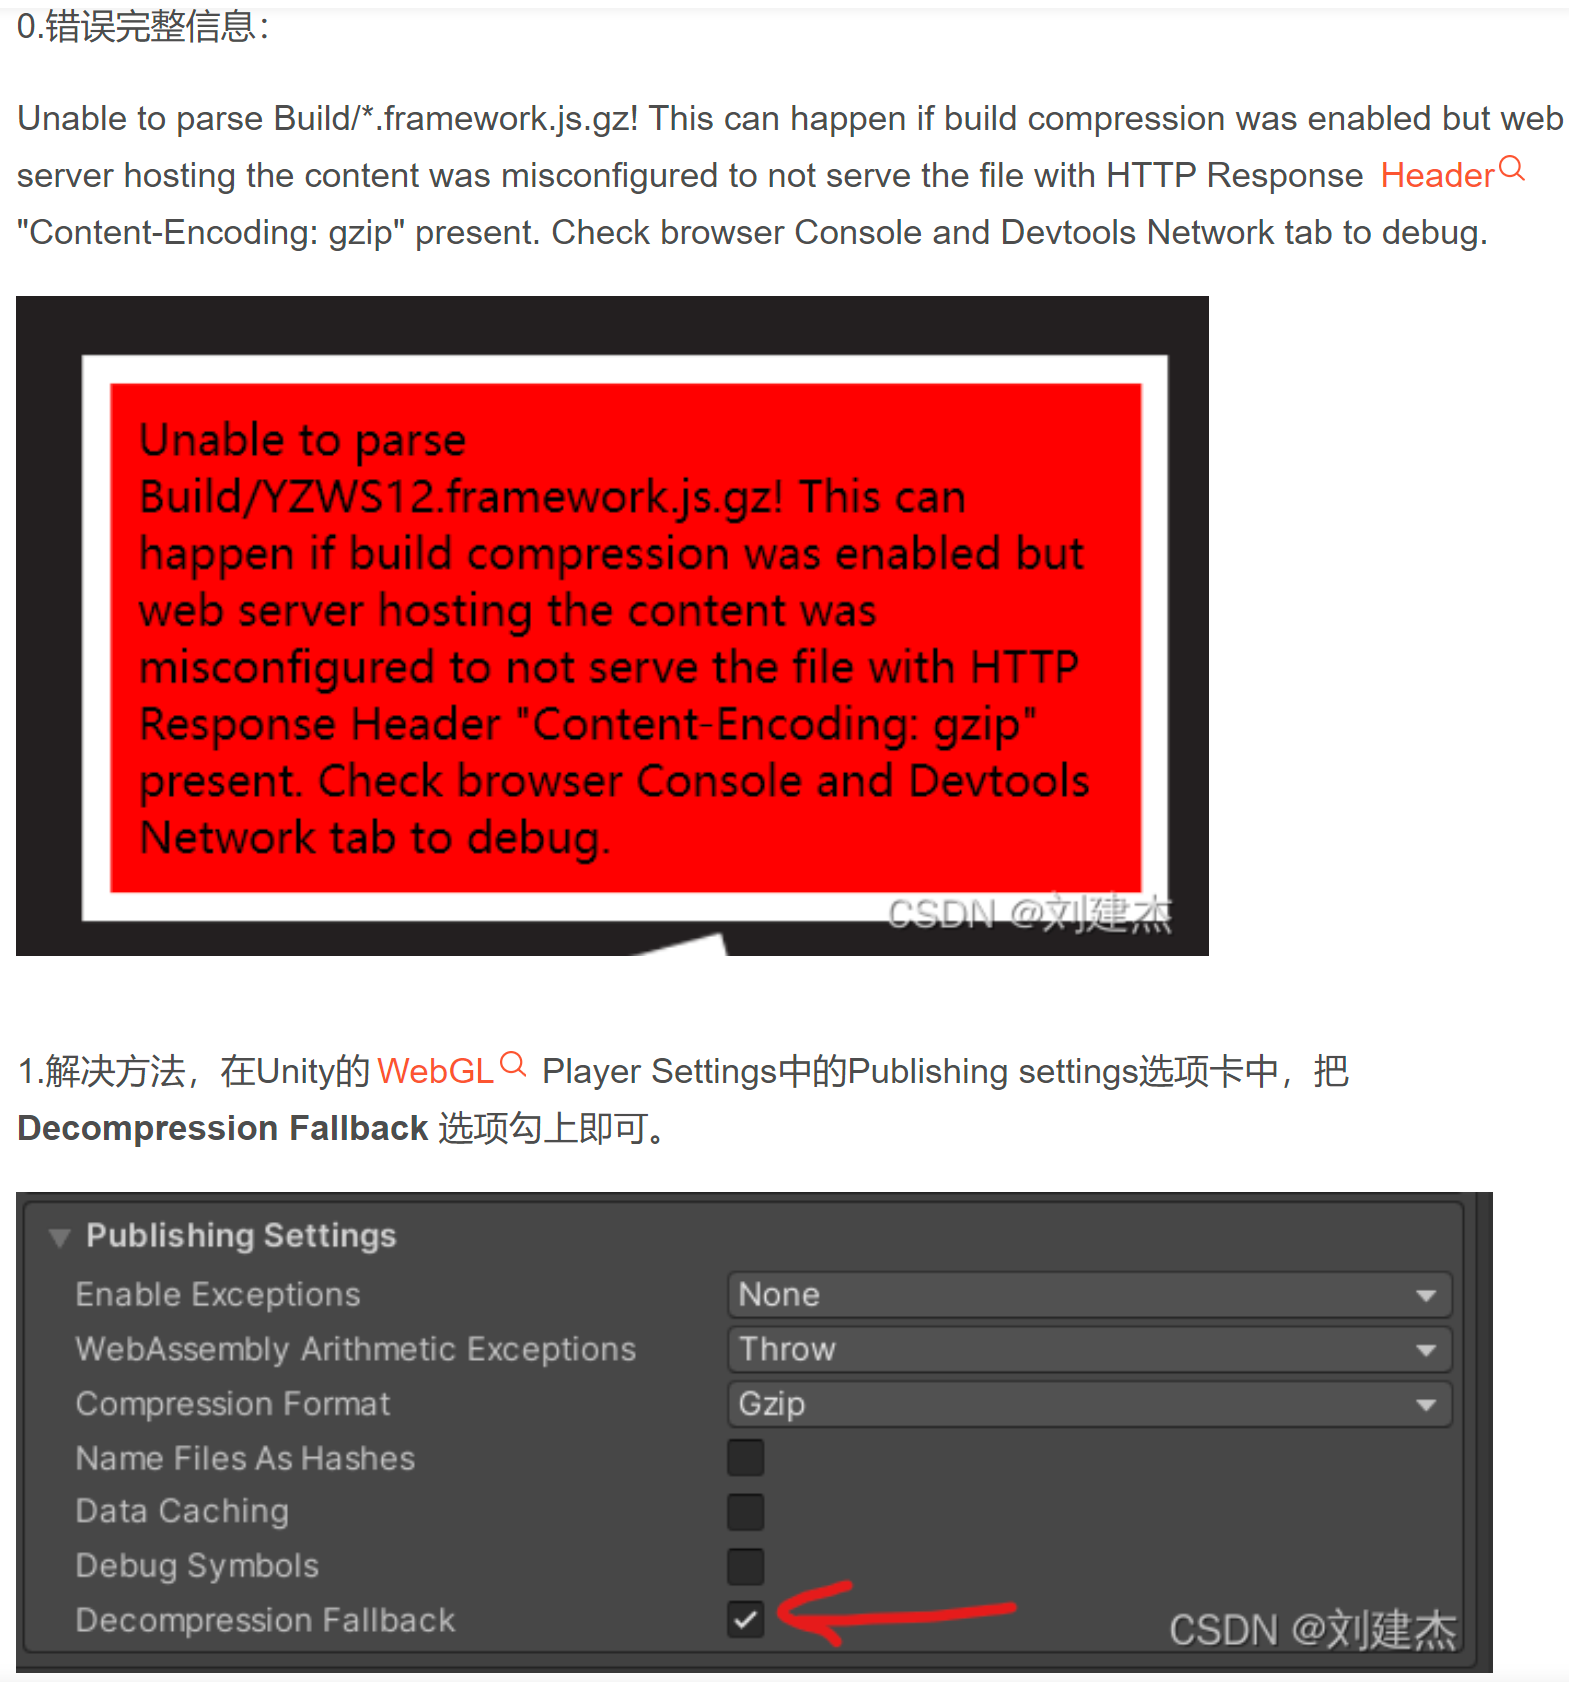 0.错误完整信息：
Unable to parse Build/*.framework.js.gz! This can happen if build compression was enabled but web
server hosting the content was misconfigured to not serve the file with HTTP Response Header
"Content-Encoding: gzip" present. Check browser Console and Devtools Network tab to debug.
Unable to parse
Build/YZWS12.framework.js.gz! This can
happen if build compression was enabled but
web server hosting the content was
misconfigured to not serve the file with HTTP
Response Header "Content-Encoding: gzip"
present. Check browser Console and Devtools
Network tab to debug.
CSDN @刘建杰
1.解决方法，在Unity的 WebGL Player Settings中的Publishing settings选项卡中，把
Decompression Fallback 选项勾上即可。
Publishing Settings
Enable Exceptions None
WebAssembly Arithmetic Exceptions Throw
Compression Format Gzip
Name Files As Hashes
Data Caching
Debug Symbols
Decompression Fallback
CSDN @刘建杰